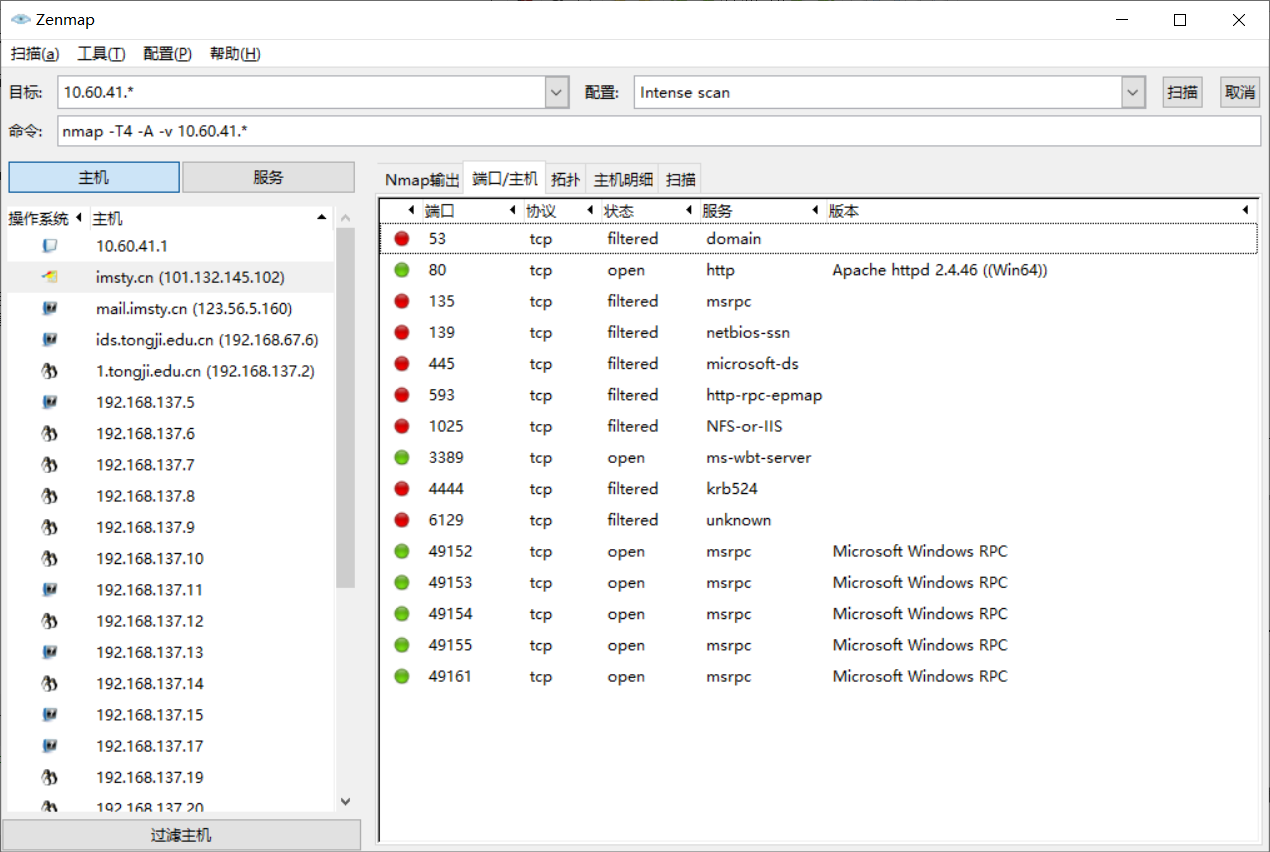 Zenmap
扫描(a) 工具(T) 配置(P) 帮助(H)
目标: 10.60.41.* 配置: Intense scan 扫描 取消
命令: nmap -T4 -A -v 10.60.41.*
主机 服务
操作系统 主机
10.60.41.1
imsty.cn (101.132.145.102)
mail.imsty.cn (123.56.5.160)
ids.tongji.edu.cn (192.168.67.6)
1.tongji.edu.cn (192.168.137.2)
192.168.137.5
192.168.137.6
192.168.137.7
192.168.137.8
192.168.137.9
192.168.137.10
192.168.137.11
192.168.137.12
192.168.137.13
192.168.137.14
192.168.137.15
192.168.137.17
192.168.137.19
192.168.137.20
过滤主机
Nmap输出 端口/主机 拓扑 主机明细 扫描
端口 协议 状态 服务 版本
53 tcp filtered domain
80 tcp open http Apache httpd 2.4.46 ((Win64))
135 tcp filtered msrpc
139 tcp filtered netbios-ssn
445 tcp filtered microsoft-ds
593 tcp filtered http-rpc-epmap
1025 tcp filtered NFS-or-IIS
3389 tcp open ms-wbt-server
4444 tcp filtered krb524
6129 tcp filtered unknown
49152 tcp open msrpc Microsoft Windows RPC
49153 tcp open msrpc Microsoft Windows RPC
49154 tcp open msrpc Microsoft Windows RPC
49155 tcp open msrpc Microsoft Windows RPC
49161 tcp open msrpc Microsoft Windows RPC